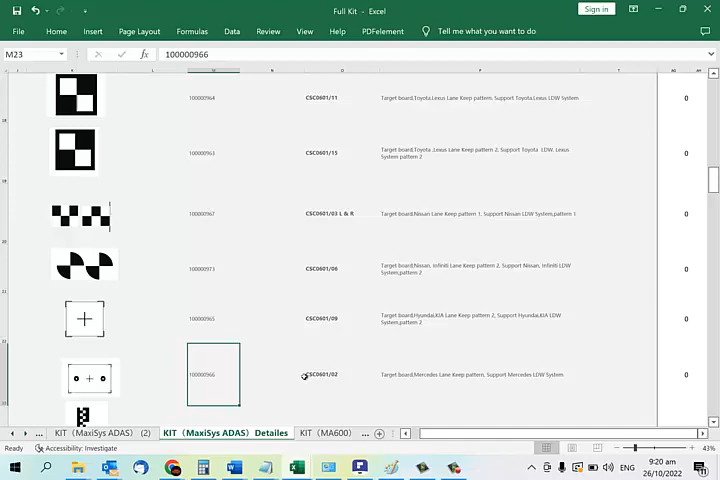 Full Kit - Excel
Sign in
File Home Insert Page Layout Formulas Data Review View Help PDFelement Tell me what you want to do
M23 fx 100000966
100000964 CSC0601/11 Target board,Toyota,Lexus Lane Keep pattern, Support Toyota,Lexus LDW System 0
100000963 CSC0601/15 Target board,Toyota ,Lexus Lane Keep pattern 2, Support Toyota LDW, Lexus
System pattern 2 0
100000967 CSC0601/03 L & R Target board,Nissan Lane Keep pattern 1, Support Nissan LDW System,pattern 1 0
100000973 CSC0601/06 Target board,Nissan, Infiniti Lane Keep pattern 2, Support Nissan, Infiniti LDW
System,pattern 2 0
100000965 CSC0601/09 Target board,Hyundai,KIA Lane Keep pattern 2, Support Hyundai,KIA LDW
System,pattern 2 0
100000966 CSC0601/02 Target board,Mercedes Lane Keep pattern, Support Mercedes LDW System 0
... KIT (MaxiSys ADAS) (2) KIT (MaxiSys ADAS) Detailes KIT (MA600) ...
Ready Accessibility: Investigate 43%
ENG 9:20 am
26/10/2022